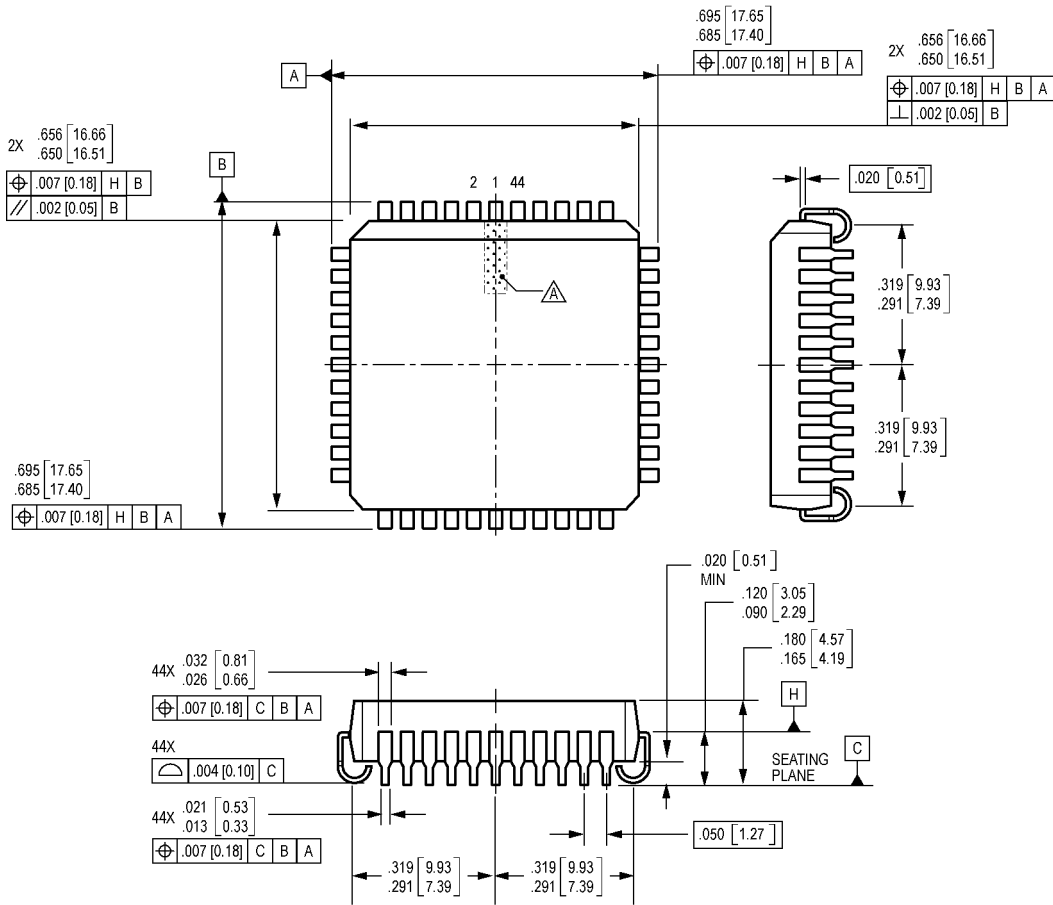 .695 [17.65]
.685 [17.40]
⌖ .007 [0.18] H B A
A
2X .656 [16.66]
.650 [16.51]
⌖ .007 [0.18] H B A
⊥ .002 [0.05] B
2X .656 [16.66]
.650 [16.51]
⌖ .007 [0.18] H B
// .002 [0.05] B
B
2 1 44
.020 [0.51]
A
.319 [9.93]
.291 [7.39]
.319 [9.93]
.291 [7.39]
.695 [17.65]
.685 [17.40]
⌖ .007 [0.18] H B A
.020 [0.51]
MIN
.120 [3.05]
.090 [2.29]
.180 [4.57]
.165 [4.19]
44X .032 [0.81]
.026 [0.66]
⌖ .007 [0.18] C B A
H
44X
⌓ .004 [0.10] C
SEATING
PLANE
C
44X .021 [0.53]
.013 [0.33]
⌖ .007 [0.18] C B A
.050 [1.27]
.319 [9.93]
.291 [7.39]
.319 [9.93]
.291 [7.39]